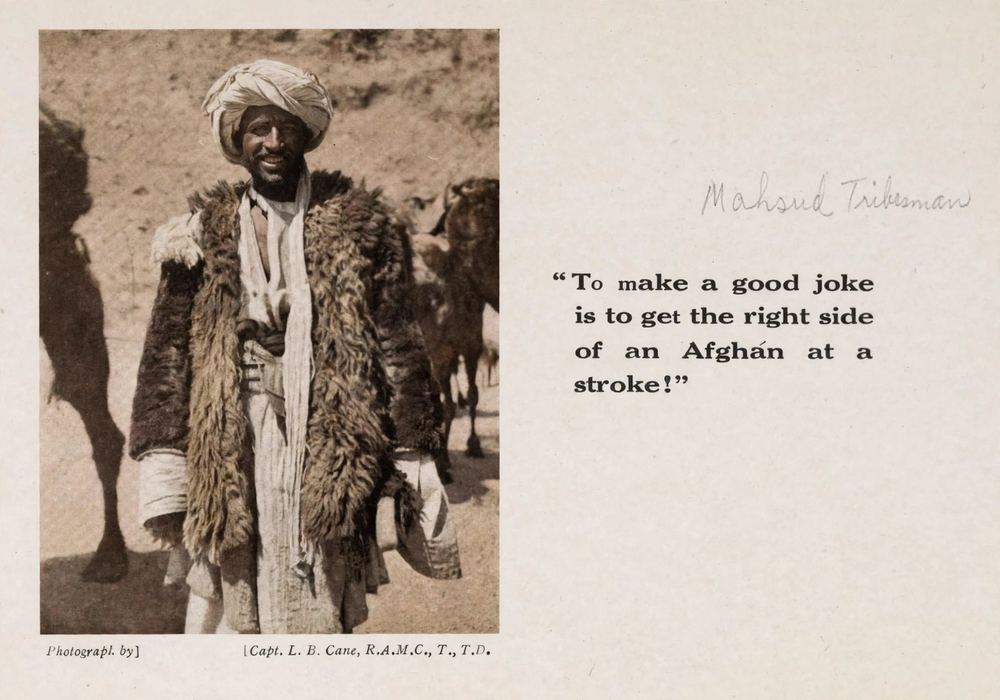 Mahsud Tribesman
“To make a good joke
is to get the right side
of an Afghán at a
stroke!”
Photograpl. by] [Capt. L. B. Cane, R.A.M.C., T., T.D.